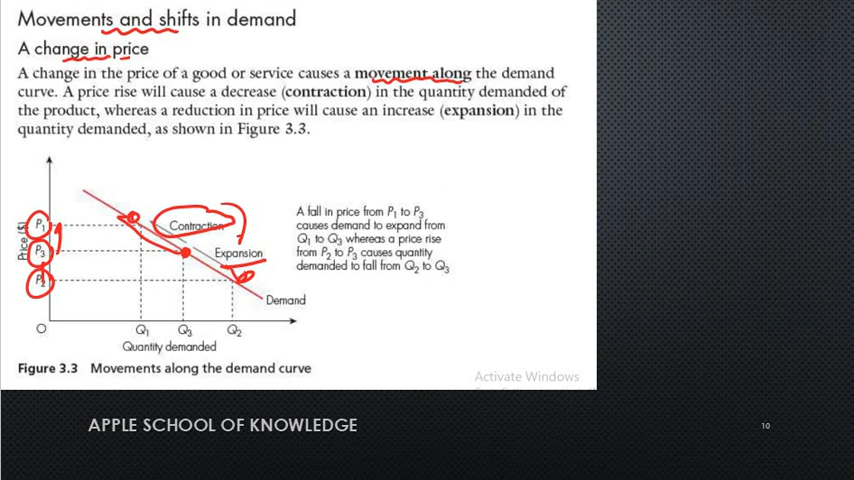 Movements and shifts in demand
A change in price
A change in the price of a good or service causes a movement along the demand
curve. A price rise will cause a decrease (contraction) in the quantity demanded of
the product, whereas a reduction in price will cause an increase (expansion) in the
quantity demanded, as shown in Figure 3.3.
Price ($)
P₁
P₃
P₂
Contraction
Expansion
Demand
O
Q₁
Q₃
Q₂
Quantity demanded
A fall in price from P₁ to P₃
causes demand to expand from
Q₁ to Q₃ whereas a price rise
from P₂ to P₃ causes quantity
demanded to fall from Q₂ to Q₃
Figure 3.3 Movements along the demand curve
Activate Windows
APPLE SCHOOL OF KNOWLEDGE
10